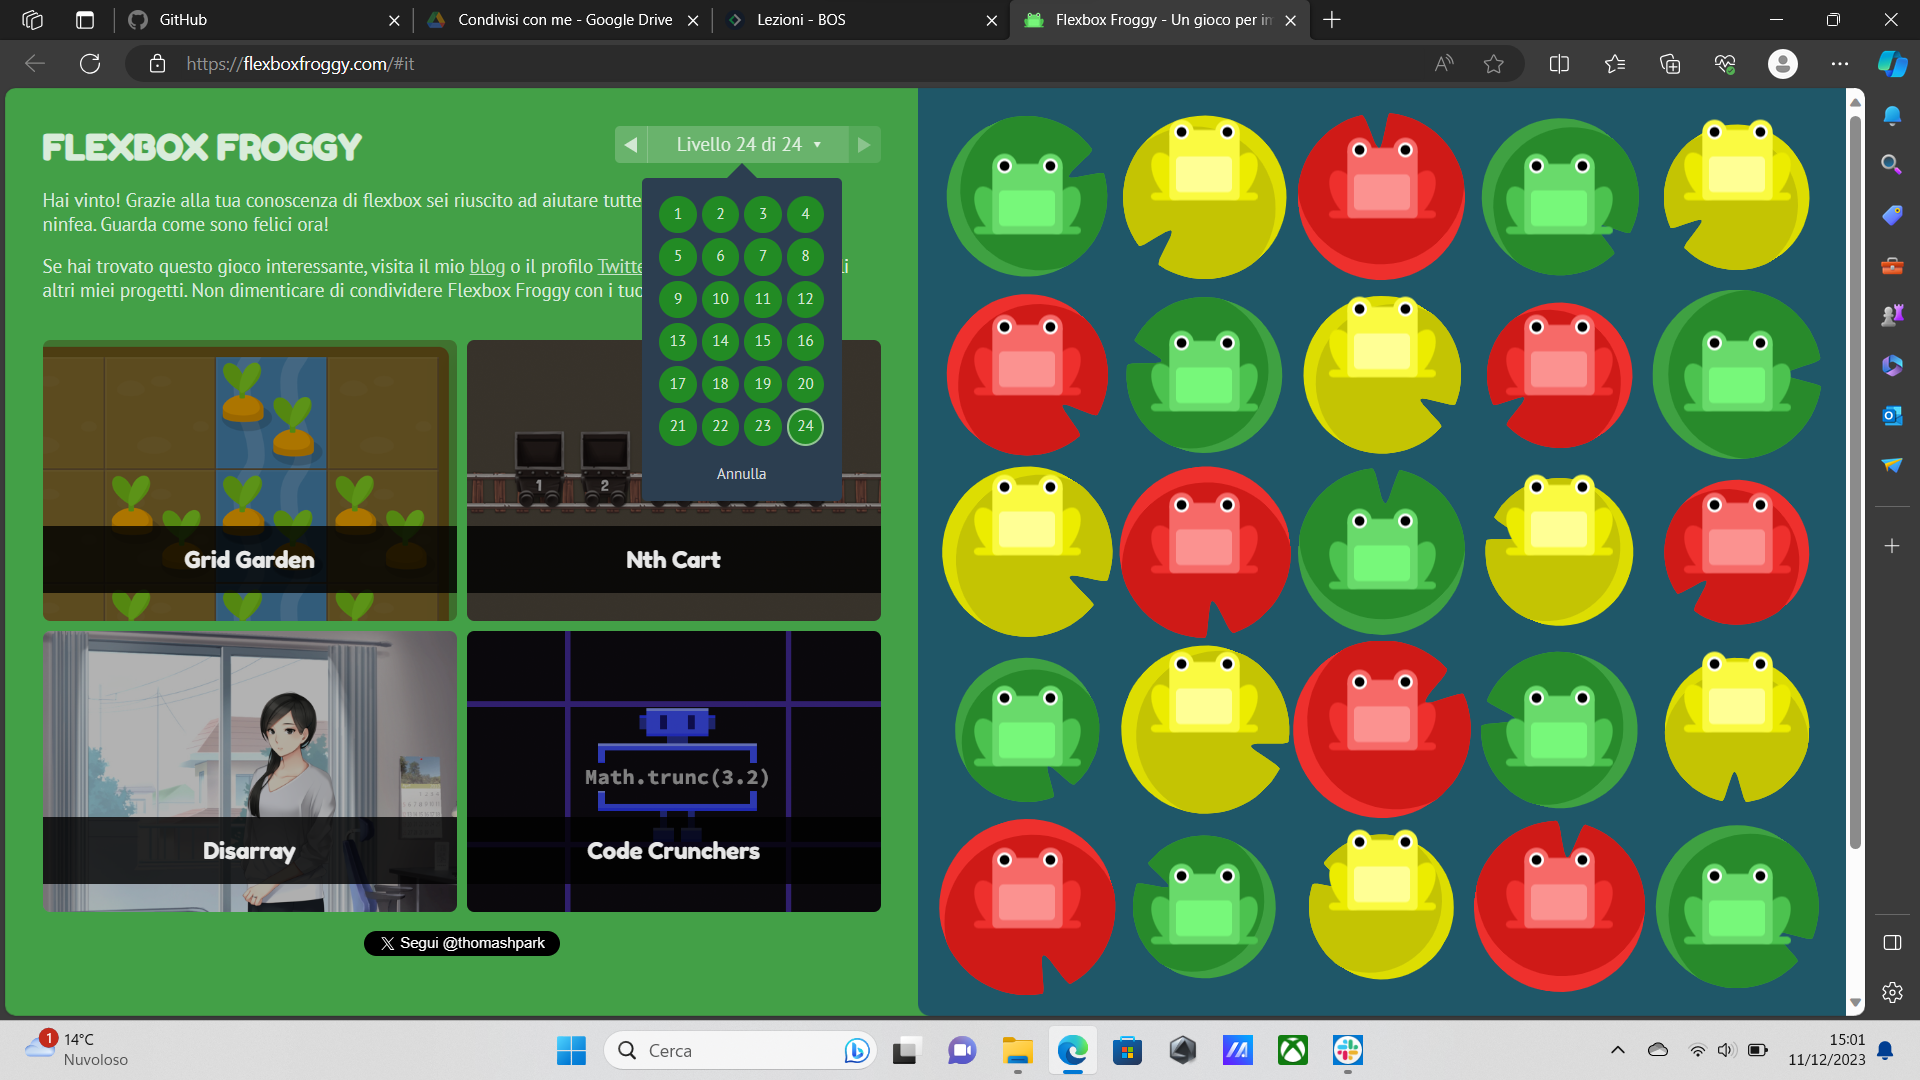 GitHub
Condivisi con me - Google Drive
Lezioni - BOS
Flexbox Froggy - Un gioco per im
https://flexboxfroggy.com/#it
FLEXBOX FROGGY
Livello 24 di 24
Hai vinto! Grazie alla tua conoscenza di flexbox sei riuscito ad aiutare tutte
ninfea. Guarda come sono felici ora!
Se hai trovato questo gioco interessante, visita il mio blog o il profilo Twitte
li
altri miei progetti. Non dimenticare di condividere Flexbox Froggy con i tuo
1 2 3 4
5 6 7 8
9 10 11 12
13 14 15 16
17 18 19 20
21 22 23 24
Annulla
1 2
Grid Garden
Nth Cart
Math.trunc(3.2)
Disarray
Code Crunchers
Segui @thomashpark
1
14°C
Nuvoloso
Cerca
15:01
11/12/2023